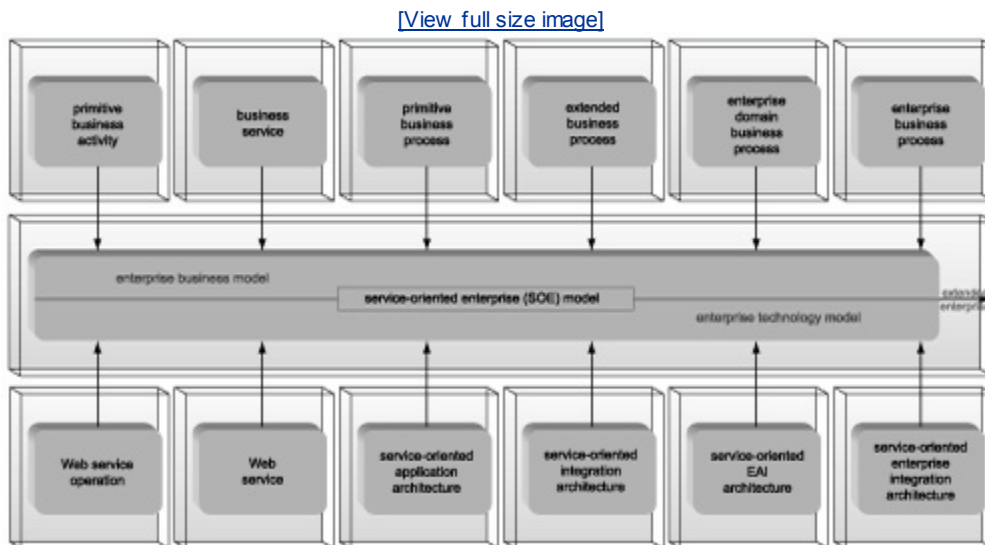 [View full size image]
primitive
business
activity
business
service
primitive
business
process
extended
business
process
enterprise
domain
business
process
enterprise
business
process
enterprise business model
service-oriented enterprise (SOE) model
enterprise technology model
extended
enterprise
Web service
operation
Web
service
service-oriented
application
architecture
service-oriented
integration
architecture
service-oriented
EAI
architecture
service-oriented
enterprise
integration
architecture